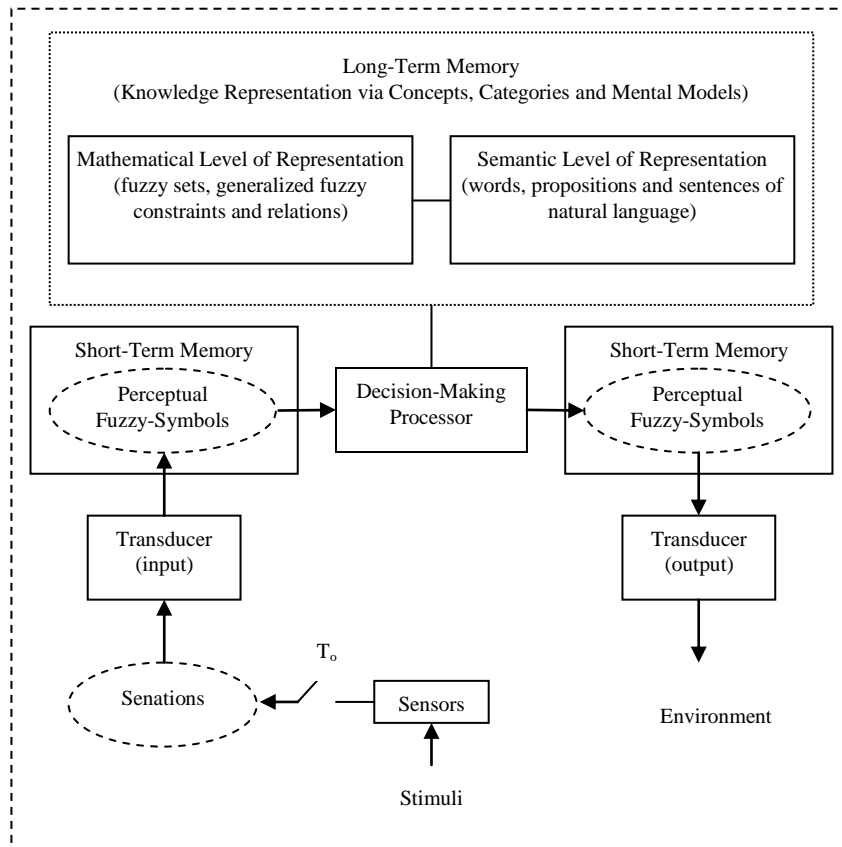 Long-Term Memory
(Knowledge Representation via Concepts, Categories and Mental Models)
Mathematical Level of Representation
(fuzzy sets, generalized fuzzy
constraints and relations)
Semantic Level of Representation
(words, propositions and sentences of
natural language)
Short-Term Memory
Perceptual
Fuzzy-Symbols
Decision-Making
Processor
Short-Term Memory
Perceptual
Fuzzy-Symbols
Transducer
(input)
Transducer
(output)
To
Senations
Sensors
Environment
Stimuli